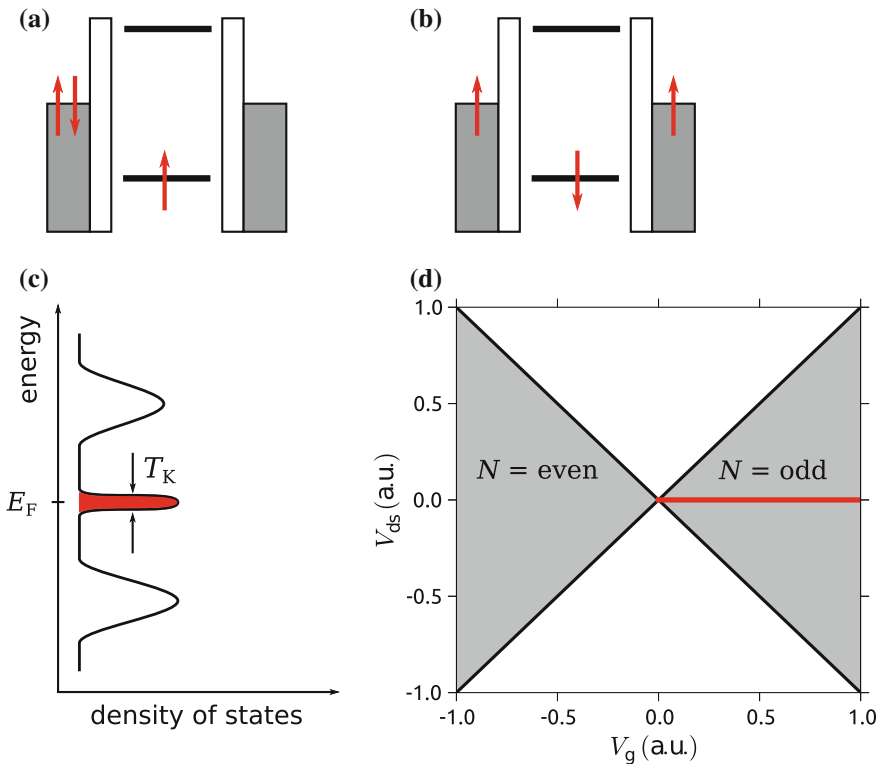 (a)
(b)
(c)
energy
T_K
E_F
density of states
(d)
1.0
0.5
0.0
-0.5
-1.0
V_ds (a.u.)
N = even
N = odd
-1.0
-0.5
0.0
0.5
1.0
V_g (a.u.)